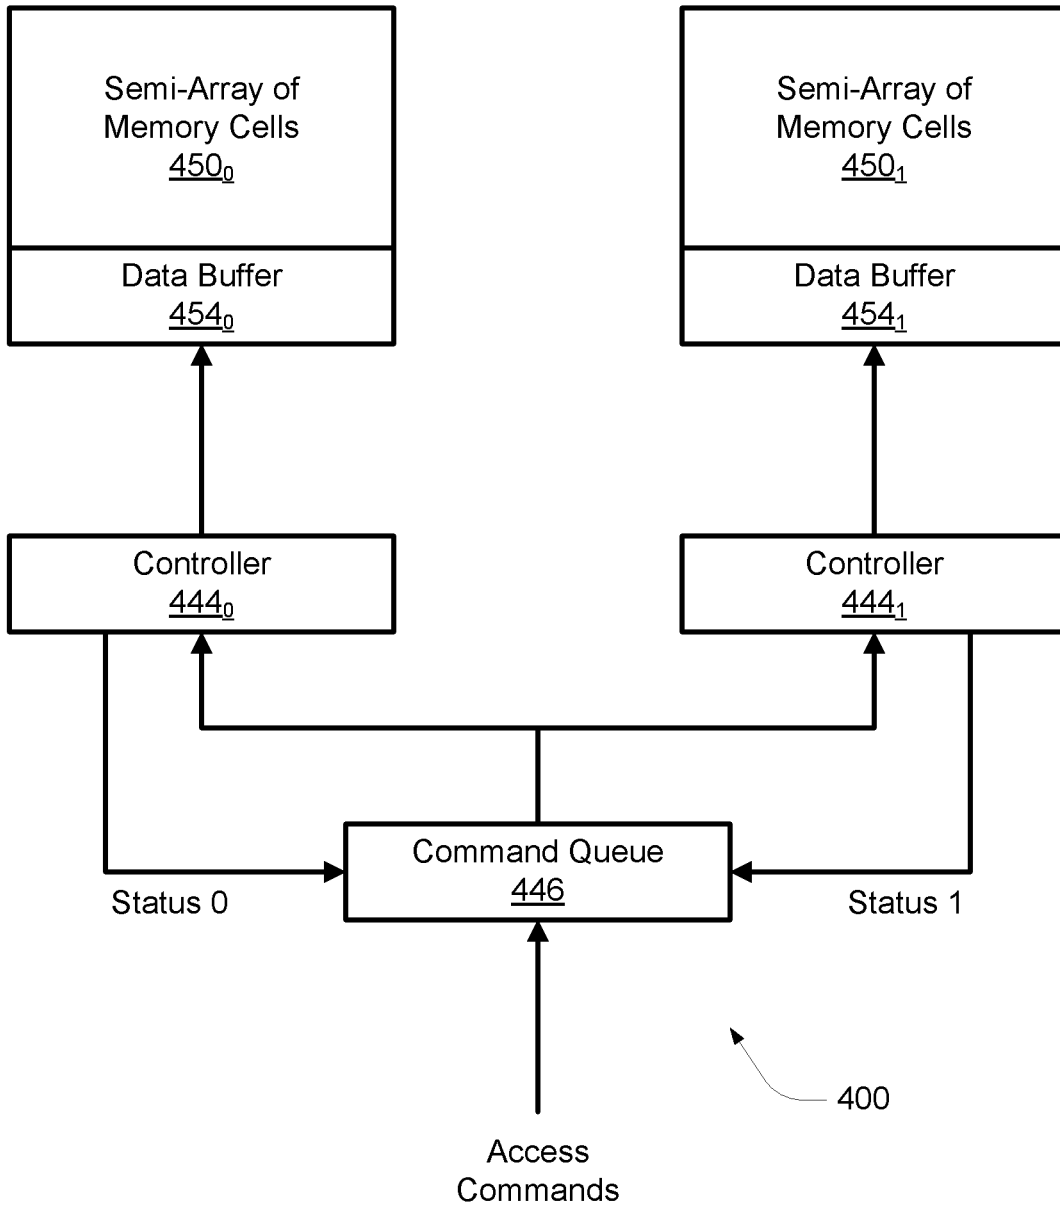 Semi-Array of
Memory Cells
450₀
Semi-Array of
Memory Cells
450₁
Data Buffer
454₀
Data Buffer
454₁
Controller
444₀
Controller
444₁
Command Queue
446
Status 0
Status 1
400
Access
Commands